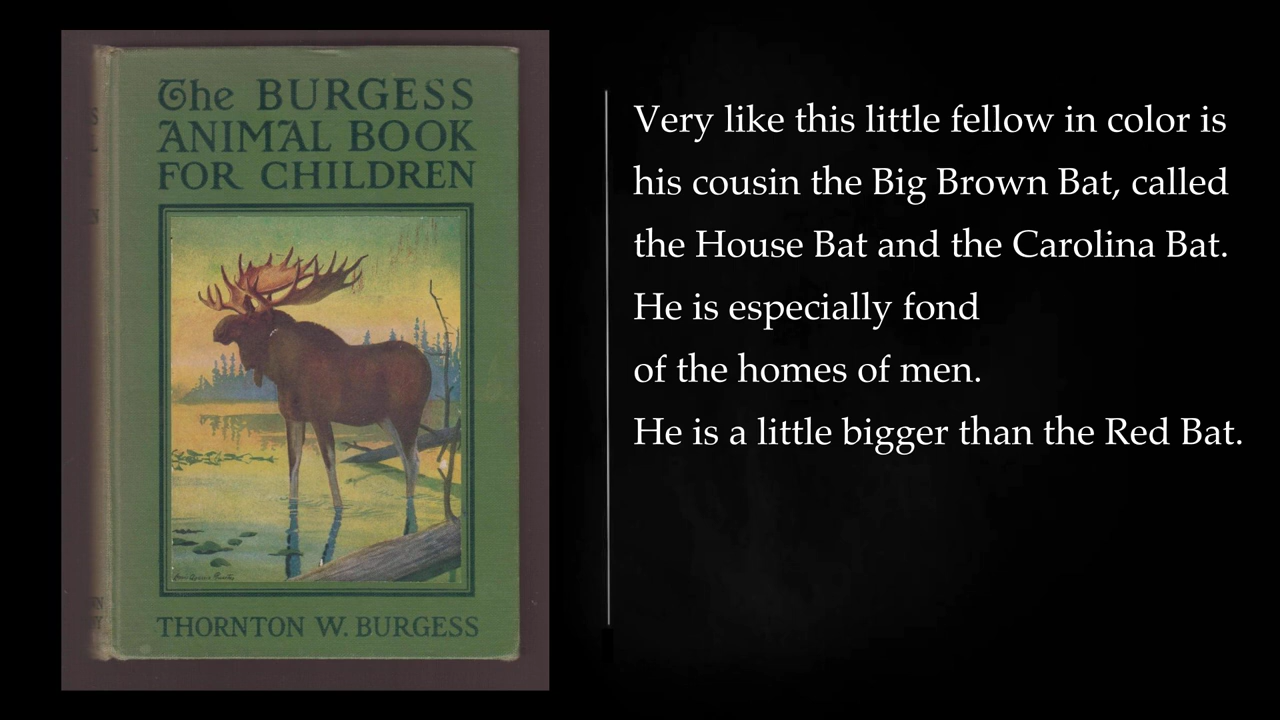 The BURGESS
ANIMAL BOOK
FOR CHILDREN
THORNTON W. BURGESS
Very like this little fellow in color is
his cousin the Big Brown Bat, called
the House Bat and the Carolina Bat.
He is especially fond
of the homes of men.
He is a little bigger than the Red Bat.